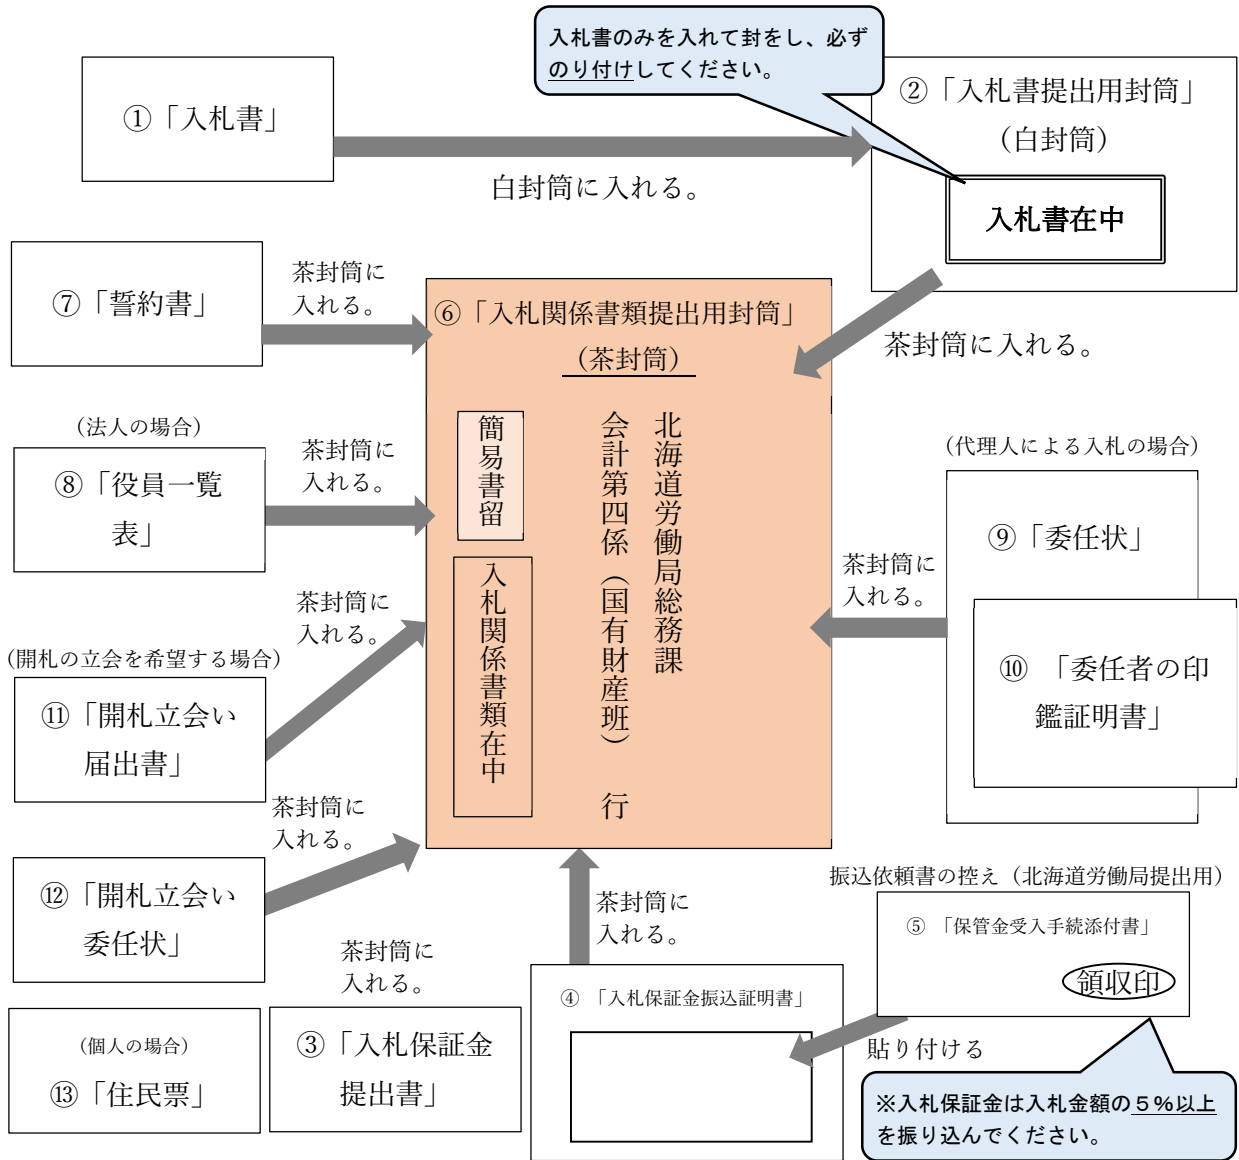 入札書のみを入れて封をし、必ず
のり付けしてください。
①「入札書」
②「入札書提出用封筒」
（白封筒）
白封筒に入れる。
入札書在中
⑦「誓約書」
茶封筒に
入れる。
⑥「入札関係書類提出用封筒」
（茶封筒）
茶封筒に入れる。
北海道労働局総務課
会計第四係（国有財産班） 行
簡易書留
入札関係書類在中
（法人の場合）
⑧「役員一覧
表」
茶封筒に
入れる。
（代理人による入札の場合）
⑨「委任状」
茶封筒に
入れる。
⑩ 「委任者の印
鑑証明書」
茶封筒に
入れる。
（開札の立会を希望する場合）
⑪「開札立会い
届出書」
茶封筒に
入れる。
⑫「開札立会い
委任状」
振込依頼書の控え（北海道労働局提出用）
⑤ 「保管金受入手続添付書」
領収印
茶封筒に
入れる。
茶封筒に
入れる。
④ 「入札保証金振込証明書」
貼り付ける
（個人の場合）
⑬「住民票」
③「入札保証金
提出書」
※入札保証金は入札金額の５%以上
を振り込んでください。